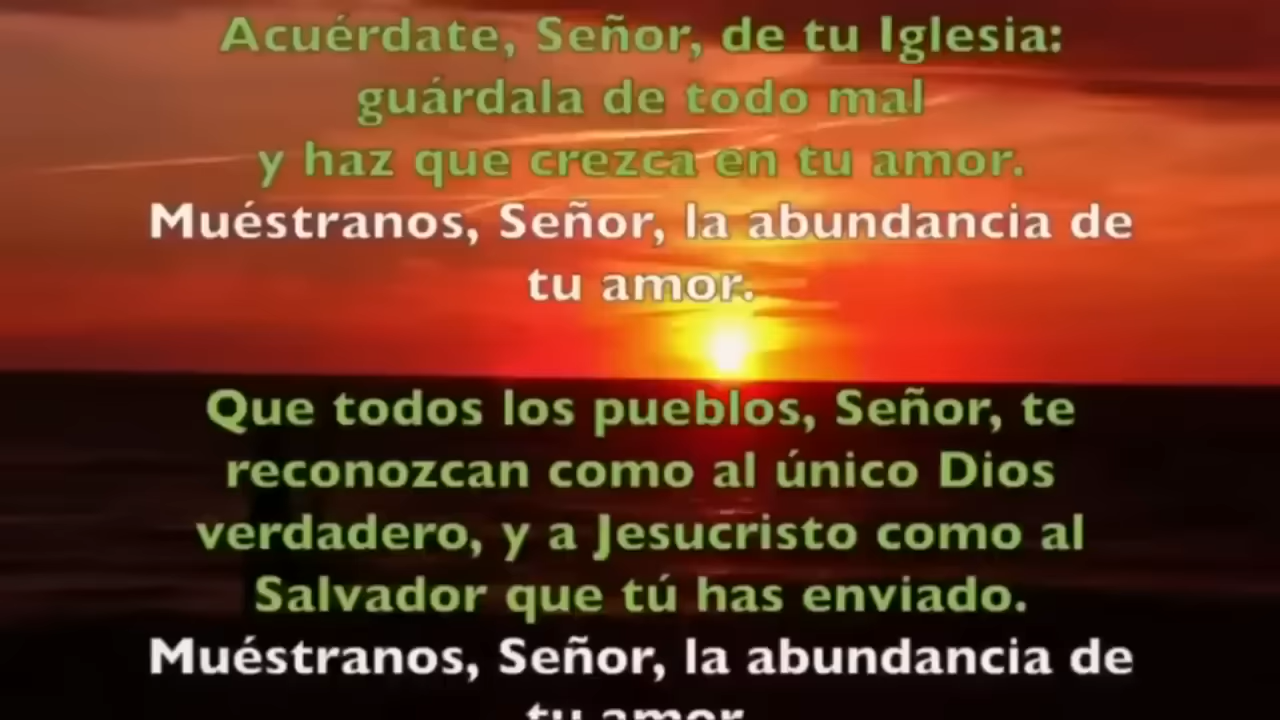 Acuérdate, Señor, de tu Iglesia:
guárdala de todo mal
y haz que crezca en tu amor.
Muéstranos, Señor, la abundancia de
tu amor.
Que todos los pueblos, Señor, te
reconozcan como al único Dios
verdadero, y a Jesucristo como al
Salvador que tú has enviado.
Muéstranos, Señor, la abundancia de
tu amor